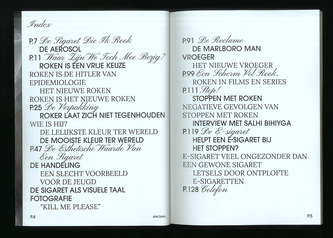 Index
P.7 De Sigaret Die Ik Rook
DE AEROSOL
P.11 Waar Zijn We Toch Mee Bezig?
ROKEN IS EEN VRIJE KEUZE
ROKEN IS DE HITLER VAN
EPIDEMIOLOGIE
HET NIEUWE ROKEN
ROKEN IS HET NIEUWE ROKEN
P.25 De Verpakking
ROKER LAAT ZICH NIET TEGENHOUDEN
WIE IS HIJ?
DE LELIJKSTE KLEUR TER WERELD
DE MOOISTE KLEUR TER WERELD
P.47 De Esthetische Waarde Van
Een Sigaret
DE HANDELING
EEN SLECHT VOORBEELD
VOOR DE JEUGD
DE SIGARET ALS VISUELE TAAL
FOTOGRAFIE
"KILL ME PLEASE"
P.4
P.91 De Reclame
DE MARLBORO MAN
VROEGER
HET NIEUWE VROEGER
P.99 Een Scherm Vol Rook.
ROKEN IN FILMS EN SERIES
P.111 Stop!
STOPPEN MET ROKEN
NEGATIEVE GEVOLGEN VAN
STOPPEN MET ROKEN
INTERVIEW MET SALHI BIHIYGA
P.119 De E-sigaret
HELPT EEN E-SIGARET BIJ
HET STOPPEN?
E-SIGARET VEEL ONGEZONDER DAN
EEN GEWONE SIGARET
LETSELS DOOR ONTPLOFTE
E-SIGARETTEN
P.128 Colofon
P.5